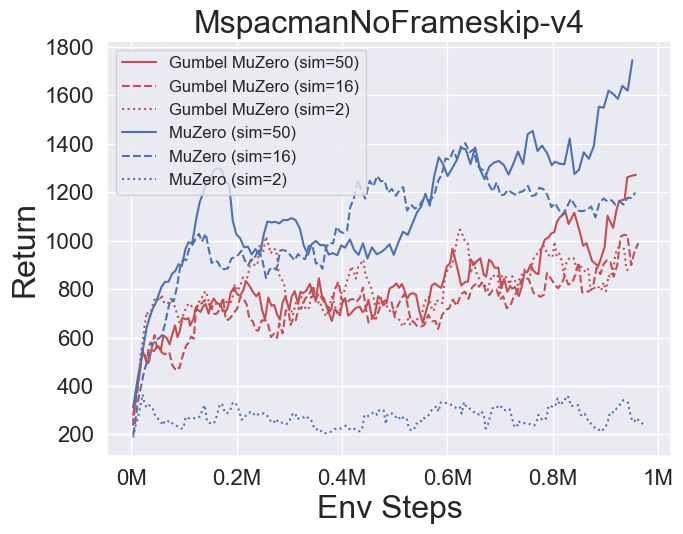 MspacmanNoFrameskip-v4
1800
1600
1400
1200
1000
800
600
400
200
Return
Gumbel MuZero (sim=50)
Gumbel MuZero (sim=16)
Gumbel MuZero (sim=2)
MuZero (sim=50)
MuZero (sim=16)
MuZero (sim=2)
0M 0.2M 0.4M 0.6M 0.8M 1M
Env Steps